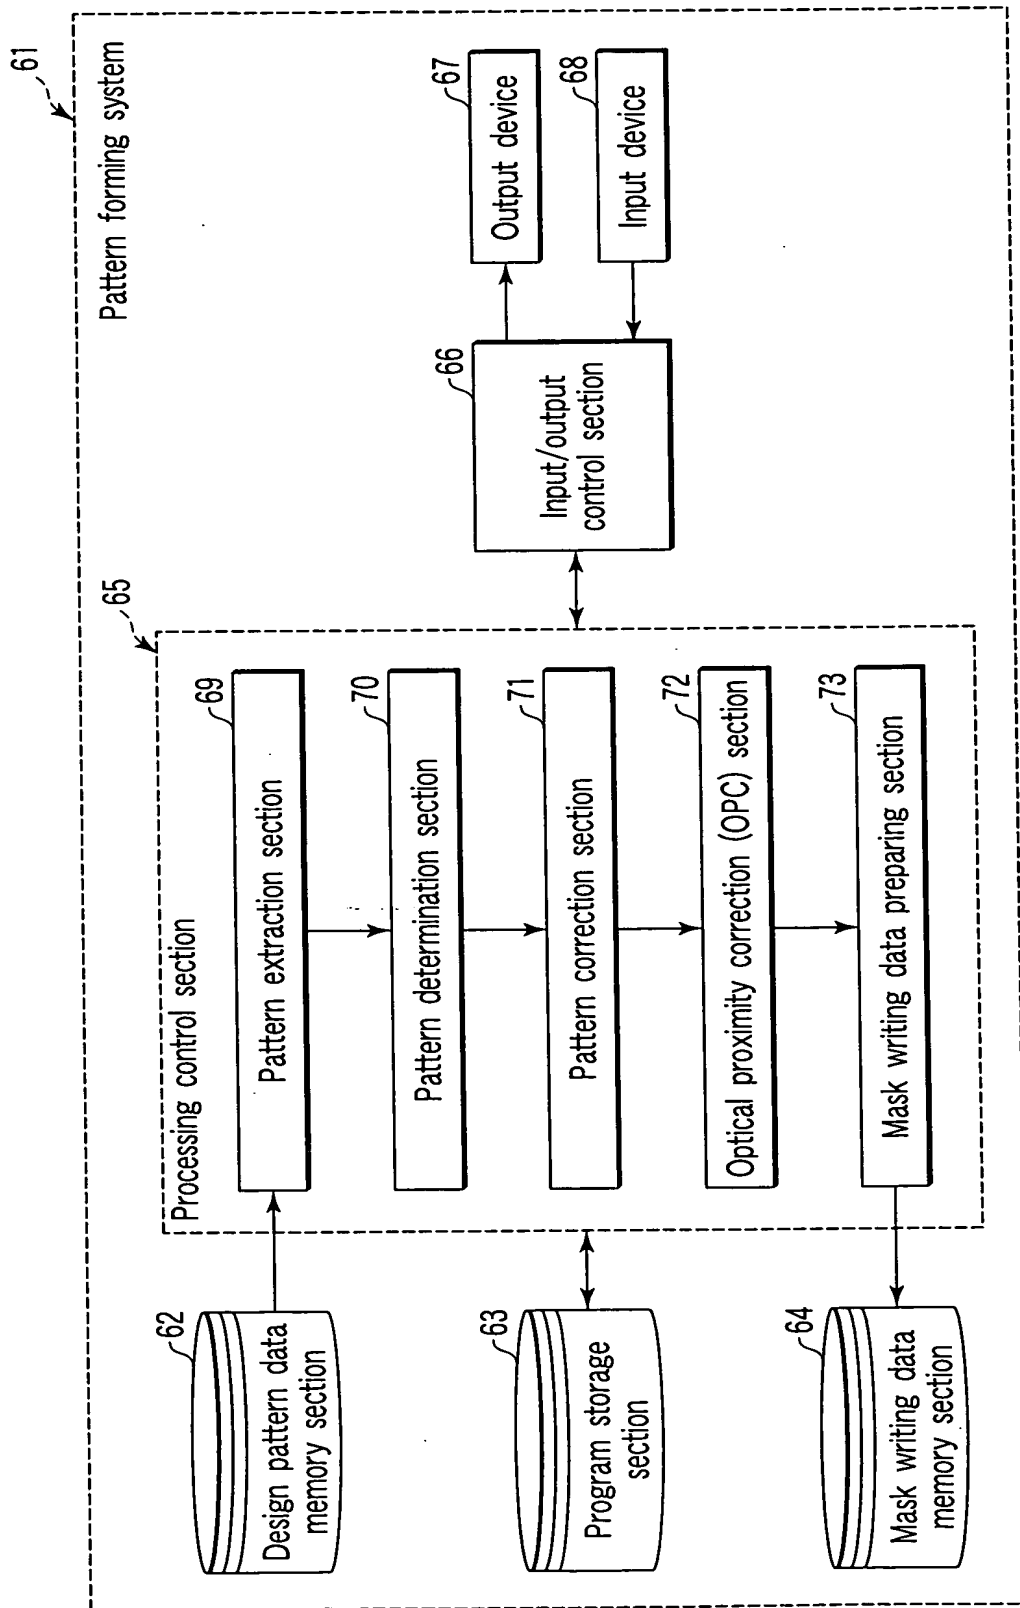 61
Pattern forming system
65
Processing control section
62
Design pattern data
memory section
63
Program storage
section
64
Mask writing data
memory section
69
Pattern extraction section
70
Pattern determination section
71
Pattern correction section
72
Optical proximity correction (OPC) section
73
Mask writing data preparing section
66
Input/output
control section
67
Output device
68
Input device